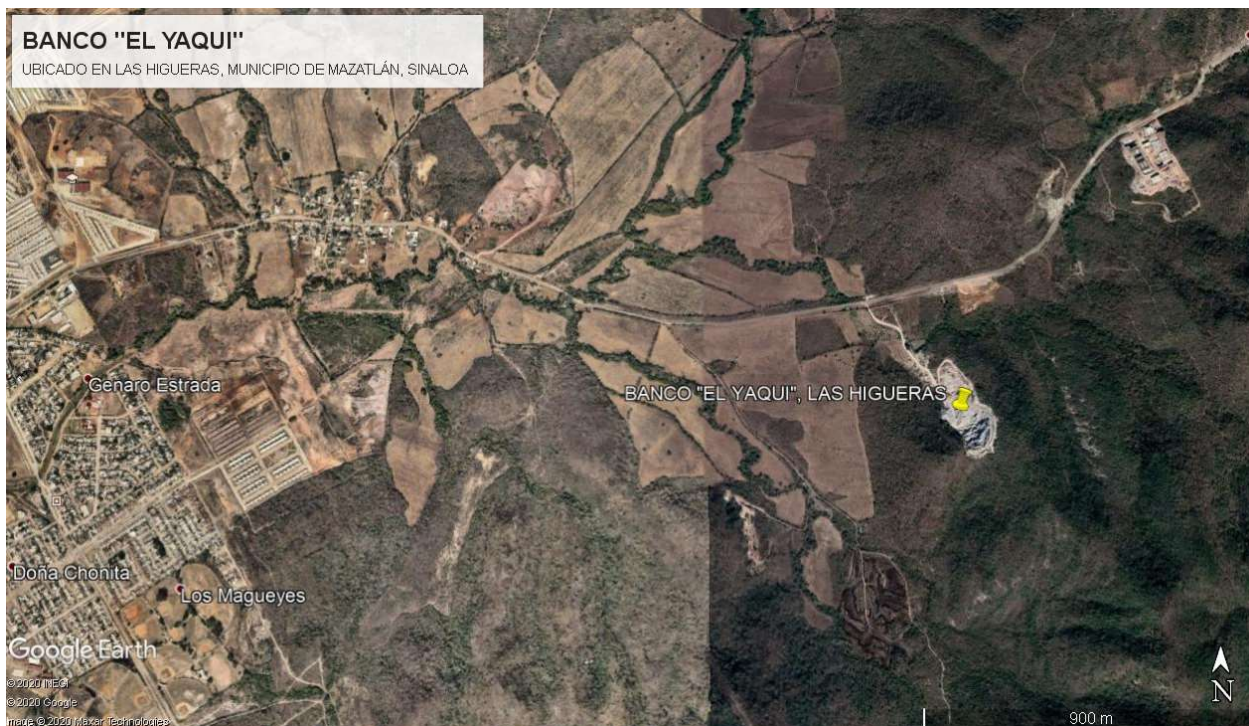 BANCO "EL YAQUI"
UBICADO EN LAS HIGUERAS, MUNICIPIO DE MAZATLÁN, SINALOA
Genaro Estrada
BANCO "EL YAQUI", LAS HIGUERAS
Doña Chonita
Los Magueyes
Google Earth
© 2020 INEGI
© 2020 Google
Image © 2020 Maxar Technologies
N
900 m